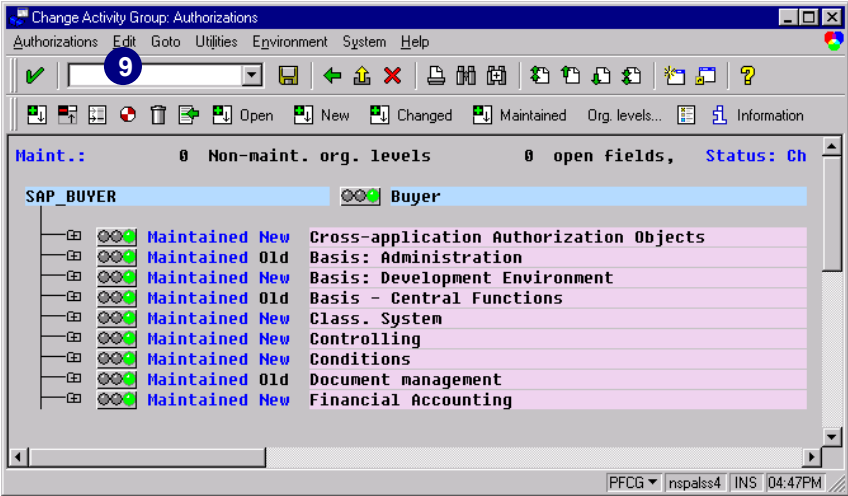 Change Activity Group: Authorizations
Authorizations Edit Goto Utilities Environment System Help
9
Open New Changed Maintained Org. levels... Information
Maint.: 0 Non-maint. org. levels 0 open fields, Status: Ch
SAP_BUYER Buyer
Maintained New Cross-application Authorization Objects
Maintained Old Basis: Administration
Maintained New Basis: Development Environment
Maintained Old Basis - Central Functions
Maintained New Class. System
Maintained New Controlling
Maintained New Conditions
Maintained Old Document management
Maintained New Financial Accounting
PFCG nspalss4 INS 04:47PM